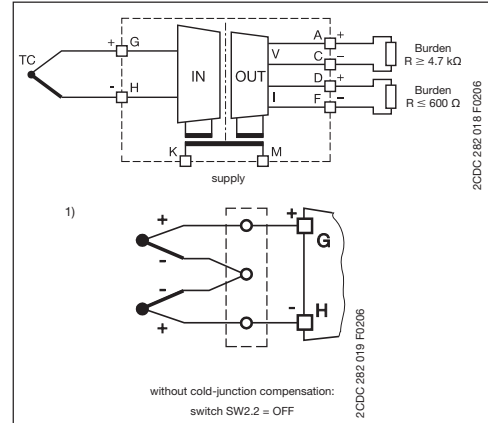 TC
+ G
- H
IN
OUT
V
I
A +
C –
D +
F –
Burden
R ≥ 4.7 kΩ
Burden
R ≤ 600 Ω
K
M
supply
2CDC 282 018 F0206
1)
+
-
-
+
+
G
-
H
without cold-junction compensation:
switch SW2.2 = OFF
2CDC 282 019 F0206